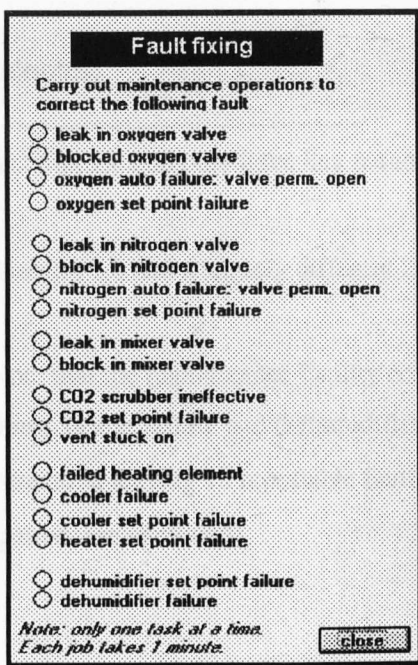 Fault fixing
Carry out maintenance operations to
correct the following fault
leak in oxygen valve
blocked oxygen valve
oxygen auto failure: valve perm. open
oxygen set point failure
leak in nitrogen valve
block in nitrogen valve
nitrogen auto failure: valve perm. open
nitrogen set point failure
leak in mixer valve
block in mixer valve
CO2 scrubber ineffective
CO2 set point failure
vent stuck on
failed heating element
cooler failure
cooler set point failure
heater set point failure
dehumidifier set point failure
dehumidifier failure
Note: only one task at a time.
Each job takes 1 minute.
close